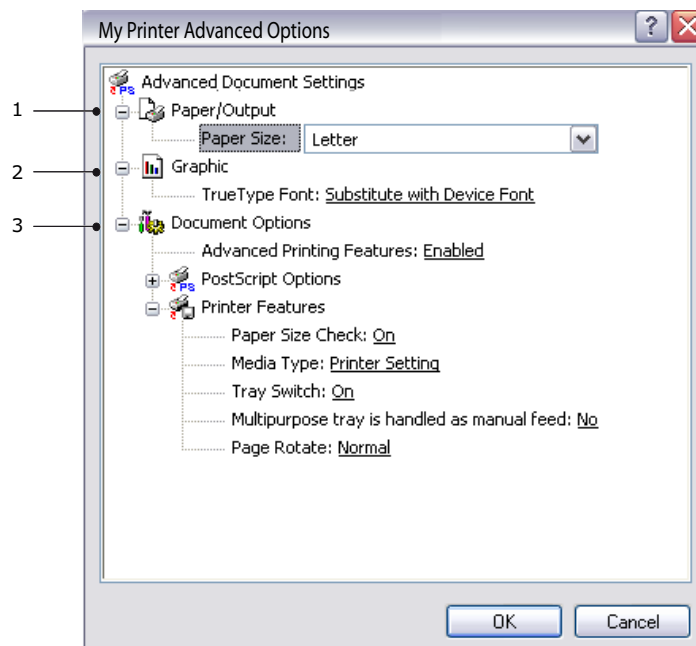 My Printer Advanced Options
Advanced Document Settings
1 Paper/Output
Paper Size: Letter
2 Graphic
TrueType Font: Substitute with Device Font
3 Document Options
Advanced Printing Features: Enabled
PS PostScript Options
Printer Features
Paper Size Check: On
Media Type: Printer Setting
Tray Switch: On
Multipurpose tray is handled as manual feed: No
Page Rotate: Normal
OK Cancel